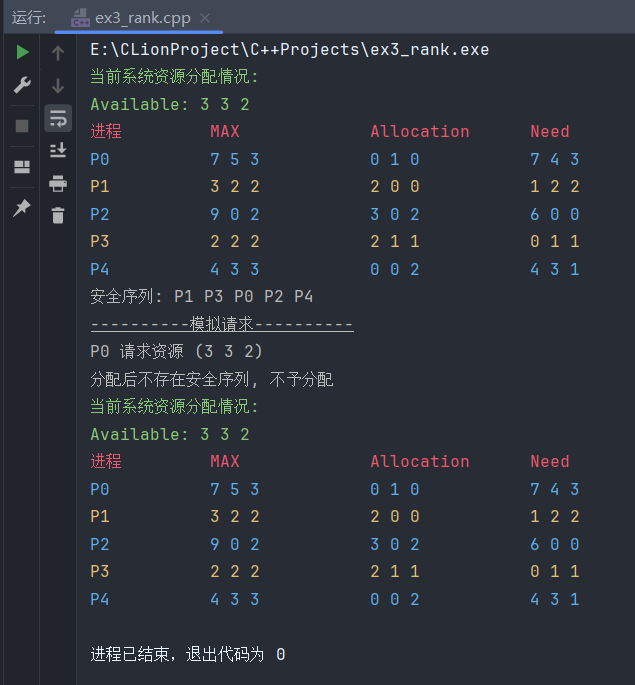 运行: ex3_rank.cpp
E:\CLionProject\C++Projects\ex3_rank.exe
当前系统资源分配情况:
Available: 3 3 2
进程 MAX Allocation Need
P0 7 5 3 0 1 0 7 4 3
P1 3 2 2 2 0 0 1 2 2
P2 9 0 2 3 0 2 6 0 0
P3 2 2 2 2 1 1 0 1 1
P4 4 3 3 0 0 2 4 3 1
安全序列: P1 P3 P0 P2 P4
----------模拟请求----------
P0 请求资源 (3 3 2)
分配后不存在安全序列, 不予分配
当前系统资源分配情况:
Available: 3 3 2
进程 MAX Allocation Need
P0 7 5 3 0 1 0 7 4 3
P1 3 2 2 2 0 0 1 2 2
P2 9 0 2 3 0 2 6 0 0
P3 2 2 2 2 1 1 0 1 1
P4 4 3 3 0 0 2 4 3 1
进程已结束，退出代码为 0